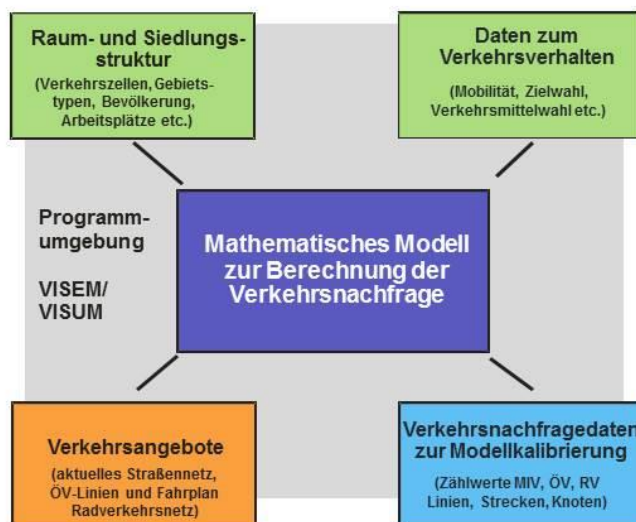 Raum- und Siedlungs-
struktur
(Verkehrszellen, Gebiets-
typen, Bevölkerung,
Arbeitsplätze etc.)
Daten zum
Verkehrsverhalten
(Mobilität, Zielwahl,
Verkehrsmittelwahl etc.)
Programm-
umgebung
VISEM/
VISUM
Mathematisches Modell
zur Berechnung der
Verkehrsnachfrage
Verkehrsangebote
(aktuelles Straßennetz,
ÖV-Linien und Fahrplan
Radverkehrsnetz)
Verkehrsnachfragedaten
zur Modellkalibrierung
(Zählwerte MIV, ÖV, RV
Linien, Strecken, Knoten)